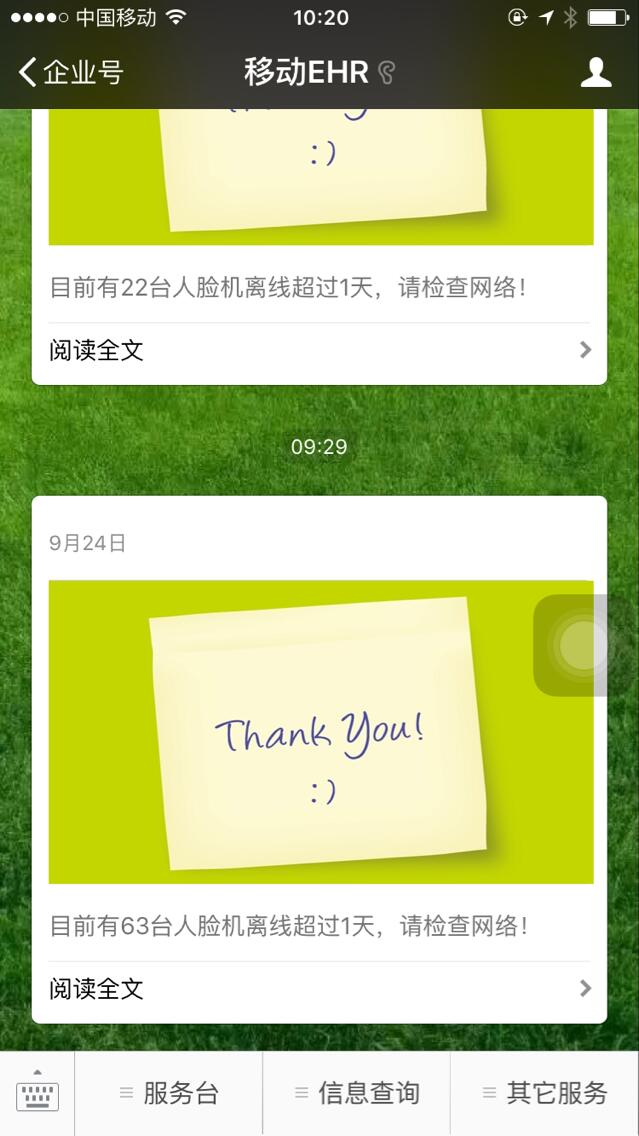 中国移动
10:20
企业号
移动EHR
:)
目前有22台人脸机离线超过1天，请检查网络！
阅读全文
09:29
9月24日
Thank You!
:)
目前有63台人脸机离线超过1天，请检查网络！
阅读全文
服务台
信息查询
其它服务